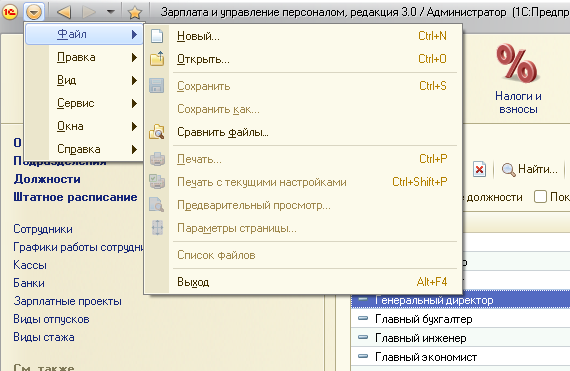 Зарплата и управление персоналом, редакция 3.0 / Администратор (1С:Предпр
Файл
Правка
Вид
Сервис
Окна
Справка
Новый... Ctrl+N
Открыть... Ctrl+O
Сохранить Ctrl+S
Сохранить как...
Сравнить файлы...
Печать... Ctrl+P
Печать с текущими настройками Ctrl+Shift+P
Предварительный просмотр...
Параметры страницы...
Список файлов
Выход Alt+F4
Налоги и
взносы
Найти...
должности Пок
Подразделения
Должности
Штатное расписание
Сотрудники
Графики работы сотрудни
Кассы
Банки
Зарплатные проекты
Виды отпусков
Виды стажа
См. также
Генеральный директор
Главный бухгалтер
Главный инженер
Главный экономист